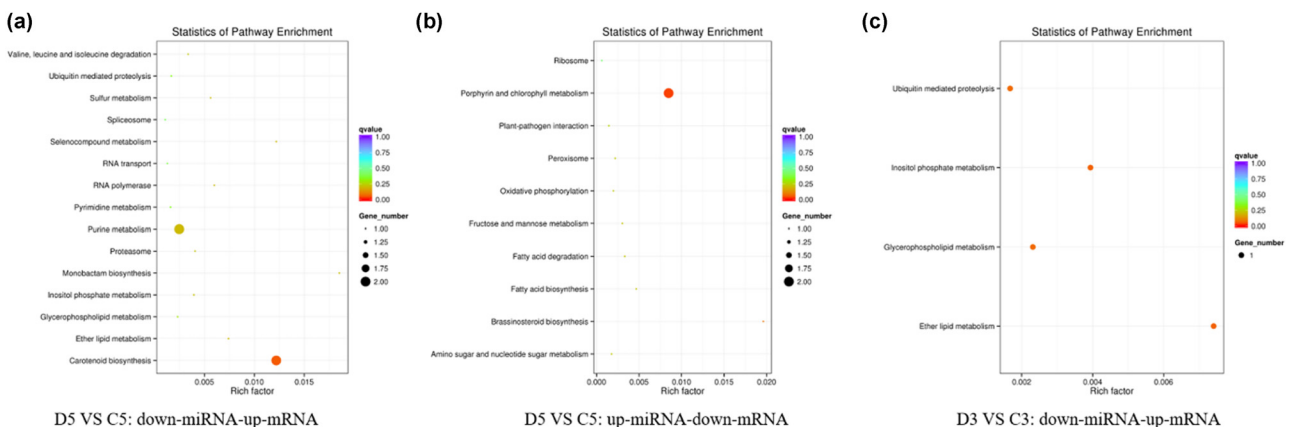 (a)
Statistics of Pathway Enrichment
Valine, leucine and isoleucine degradation
Ubiquitin mediated proteolysis
Sulfur metabolism
Spliceosome
Selenocompound metabolism
RNA transport
RNA polymerase
Pyrimidine metabolism
Purine metabolism
Proteasome
Monobactam biosynthesis
Inositol phosphate metabolism
Glycerophospholipid metabolism
Ether lipid metabolism
Carotenoid biosynthesis
0.005 0.010 0.015
Rich factor
qvalue
1.00
0.75
0.50
0.25
0.00
Gene_number
1.00
1.25
1.50
1.75
2.00
D5 VS C5: down-miRNA-up-mRNA
(b)
Statistics of Pathway Enrichment
Ribosome
Porphyrin and chlorophyll metabolism
Plant-pathogen interaction
Peroxisome
Oxidative phosphorylation
Fructose and mannose metabolism
Fatty acid degradation
Fatty acid biosynthesis
Brassinosteroid biosynthesis
Amino sugar and nucleotide sugar metabolism
0.000 0.005 0.010 0.015 0.020
Rich factor
qvalue
1.00
0.75
0.50
0.25
0.00
Gene_number
1.00
1.25
1.50
1.75
2.00
D5 VS C5: up-miRNA-down-mRNA
(c)
Statistics of Pathway Enrichment
Ubiquitin mediated proteolysis
Inositol phosphate metabolism
Glycerophospholipid metabolism
Ether lipid metabolism
0.002 0.004 0.006
Rich factor
qvalue
1.00
0.75
0.50
0.25
0.00
Gene_number
1
D3 VS C3: down-miRNA-up-mRNA